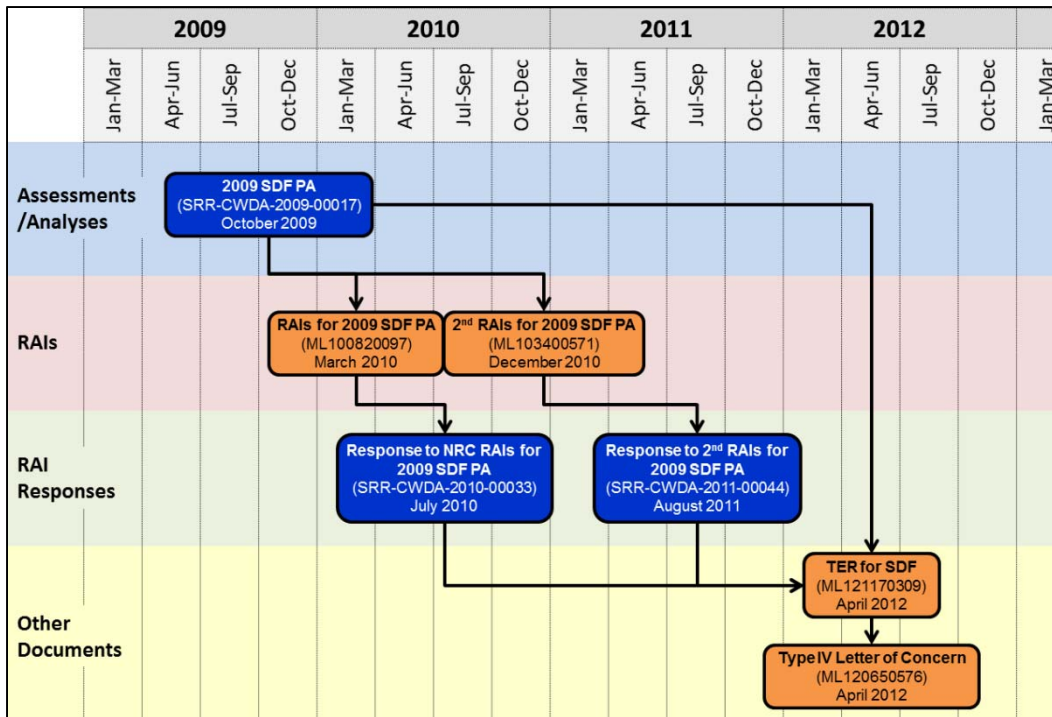 2009 2010 2011 2012
Jan-Mar Apr-Jun Jul-Sep Oct-Dec Jan-Mar Apr-Jun Jul-Sep Oct-Dec Jan-Mar Apr-Jun Jul-Sep Oct-Dec Jan-Mar Apr-Jun Jul-Sep Oct-Dec Jan-Mar
Assessments
/Analyses
2009 SDF PA
(SRR-CWDA-2009-00017)
October 2009
RAIs
RAIs for 2009 SDF PA
(ML100820097)
March 2010
2nd RAIs for 2009 SDF PA
(ML103400571)
December 2010
RAI
Responses
Response to NRC RAIs for
2009 SDF PA
(SRR-CWDA-2010-00033)
July 2010
Response to 2nd RAIs for
2009 SDF PA
(SRR-CWDA-2011-00044)
August 2011
Other
Documents
TER for SDF
(ML121170309)
April 2012
Type IV Letter of Concern
(ML120650576)
April 2012